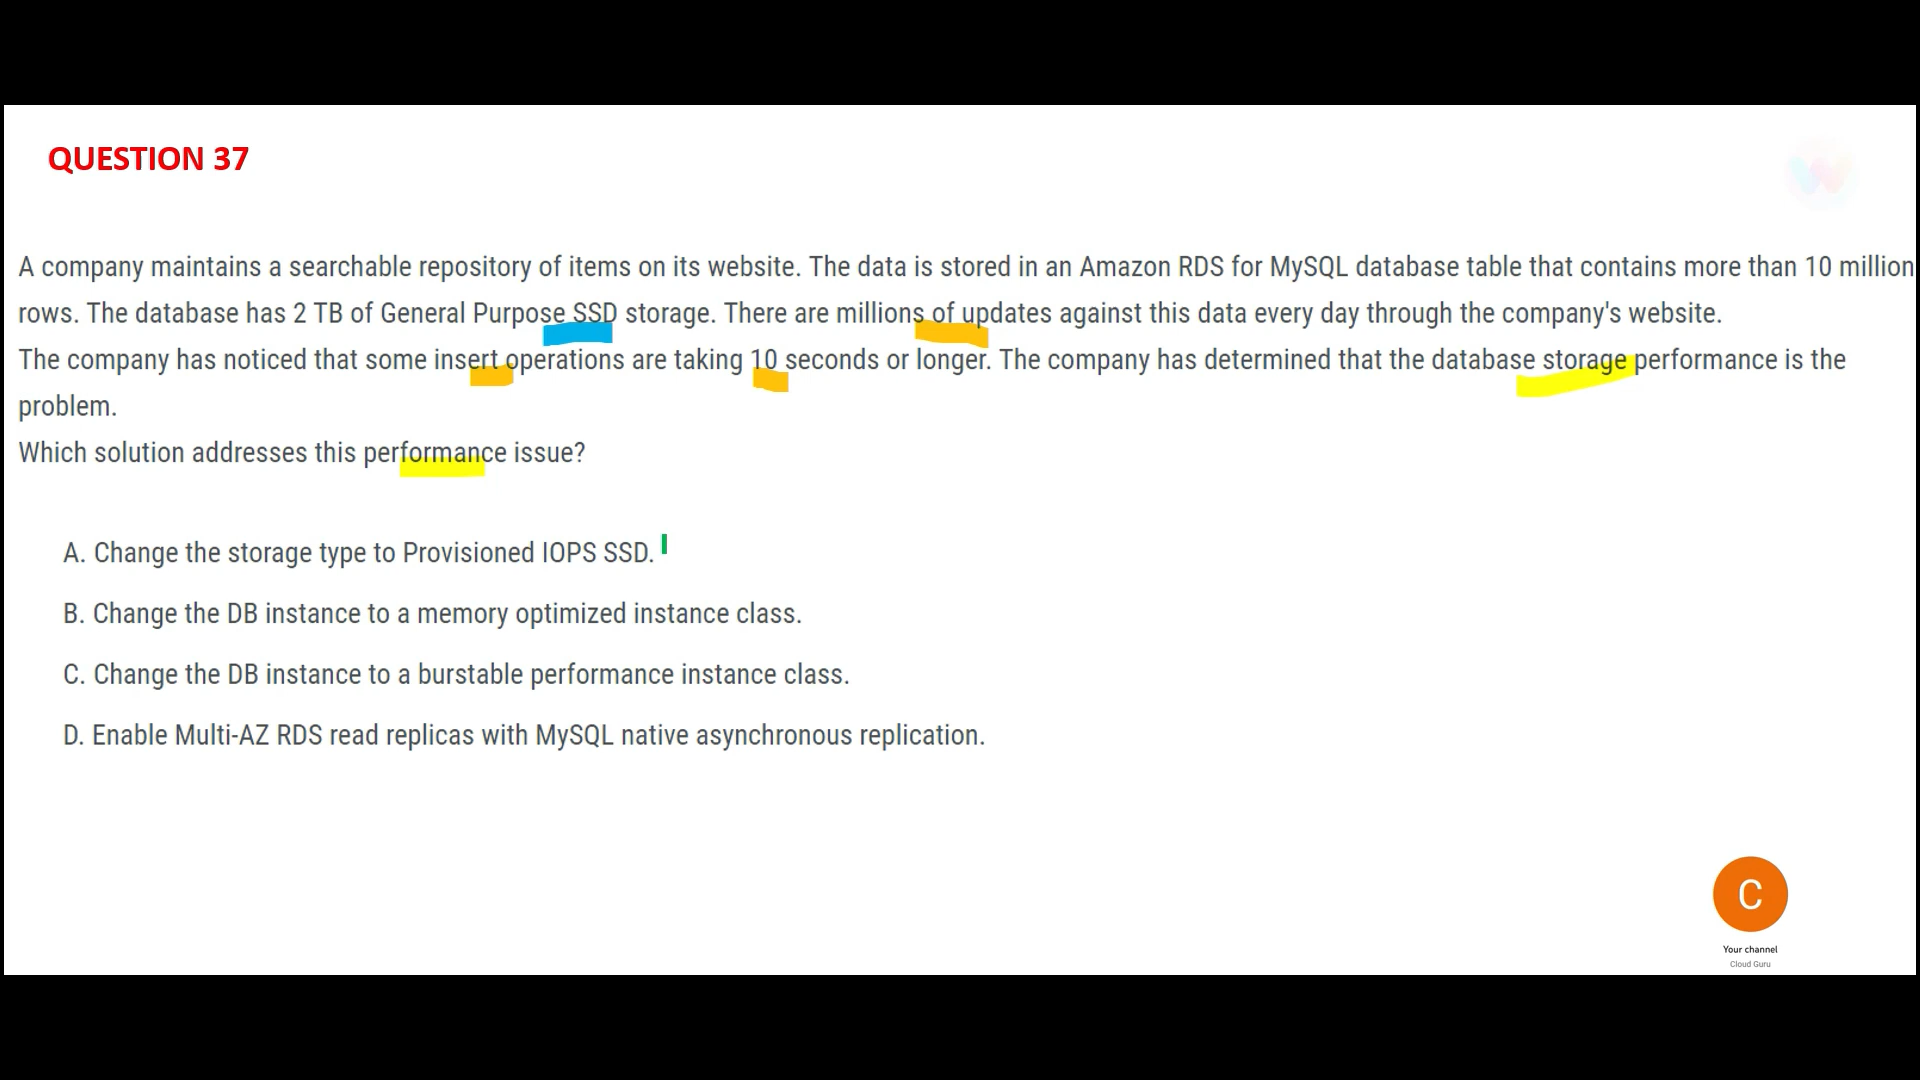 QUESTION 37
A company maintains a searchable repository of items on its website. The data is stored in an Amazon RDS for MySQL database table that contains more than 10 million
rows. The database has 2 TB of General Purpose SSD storage. There are millions of updates against this data every day through the company's website.
The company has noticed that some insert operations are taking 10 seconds or longer. The company has determined that the database storage performance is the
problem.
Which solution addresses this performance issue?
A. Change the storage type to Provisioned IOPS SSD.
B. Change the DB instance to a memory optimized instance class.
C. Change the DB instance to a burstable performance instance class.
D. Enable Multi-AZ RDS read replicas with MySQL native asynchronous replication.
C
Your channel
Cloud Guru